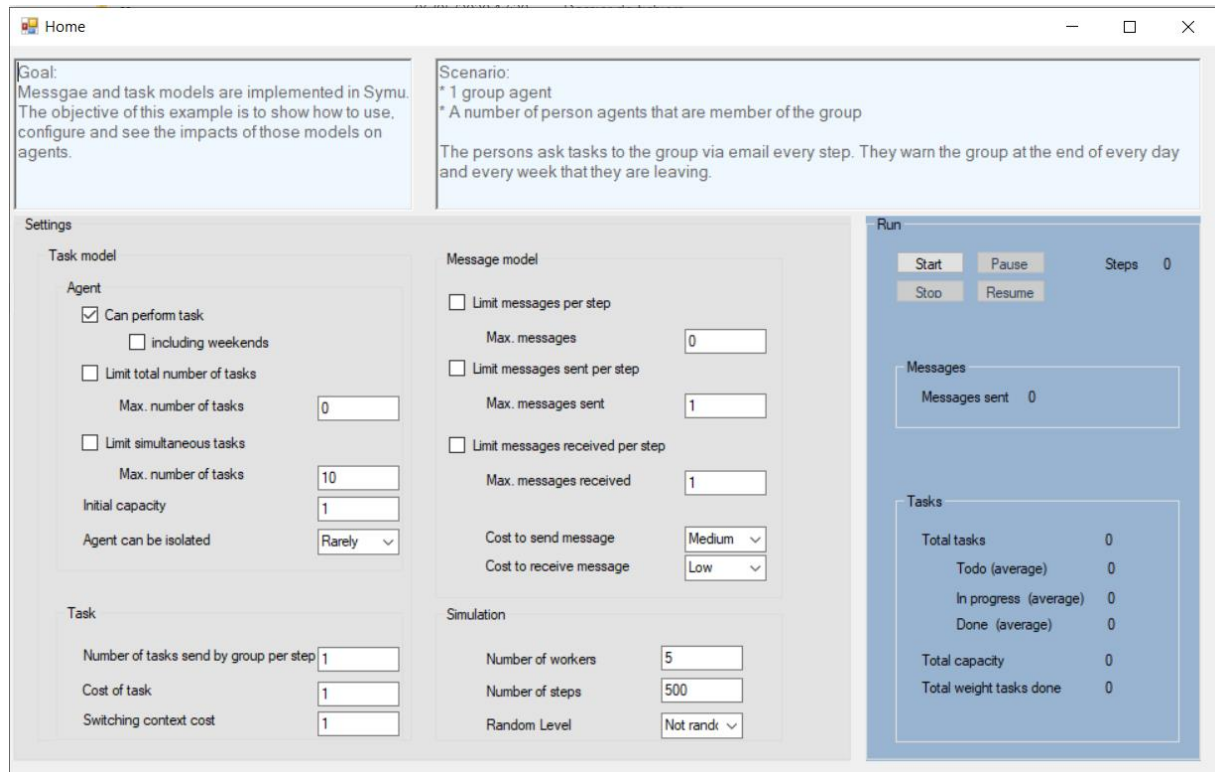 Home
Goal:
Messgae and task models are implemented in Symu.
The objective of this example is to show how to use,
configure and see the impacts of those models on
agents.
Scenario:
* 1 group agent
* A number of person agents that are member of the group
The persons ask tasks to the group via email every step. They warn the group at the end of every day
and every week that they are leaving.
Settings
Task model
Agent
Can perform task
including weekends
Limit total number of tasks
Max. number of tasks 0
Limit simultaneous tasks
Max. number of tasks 10
Initial capacity 1
Agent can be isolated Rarely
Task
Number of tasks send by group per step 1
Cost of task 1
Switching context cost 1
Message model
Limit messages per step
Max. messages 0
Limit messages sent per step
Max. messages sent 1
Limit messages received per step
Max. messages received 1
Cost to send message Medium
Cost to receive message Low
Simulation
Number of workers 5
Number of steps 500
Random Level Not rand
Run
Start Pause Steps 0
Stop Resume
Messages
Messages sent 0
Tasks
Total tasks 0
Todo (average) 0
In progress (average) 0
Done (average) 0
Total capacity 0
Total weight tasks done 0